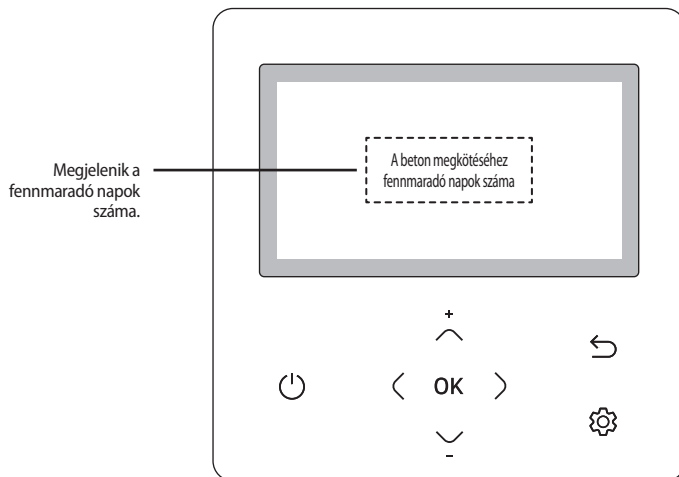 Megjelenik a
fennmaradó napok
száma.
A beton megkötéséhez
fennmaradó napok száma
+
OK
-